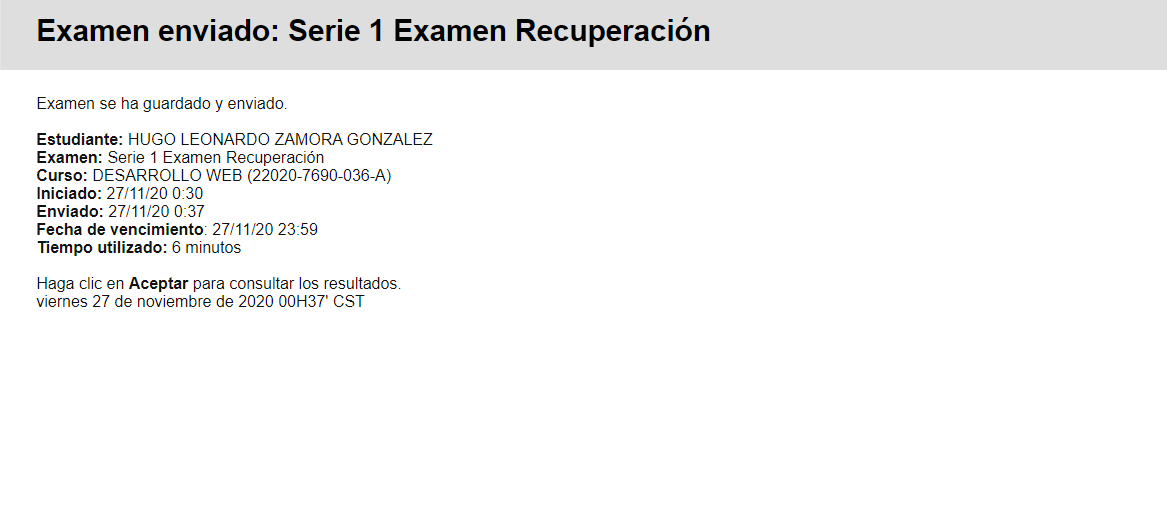 Examen enviado: Serie 1 Examen Recuperación
Examen se ha guardado y enviado.
Estudiante: HUGO LEONARDO ZAMORA GONZALEZ
Examen: Serie 1 Examen Recuperación
Curso: DESARROLLO WEB (22020-7690-036-A)
Iniciado: 27/11/20 0:30
Enviado: 27/11/20 0:37
Fecha de vencimiento: 27/11/20 23:59
Tiempo utilizado: 6 minutos
Haga clic en Aceptar para consultar los resultados.
viernes 27 de noviembre de 2020 00H37' CST